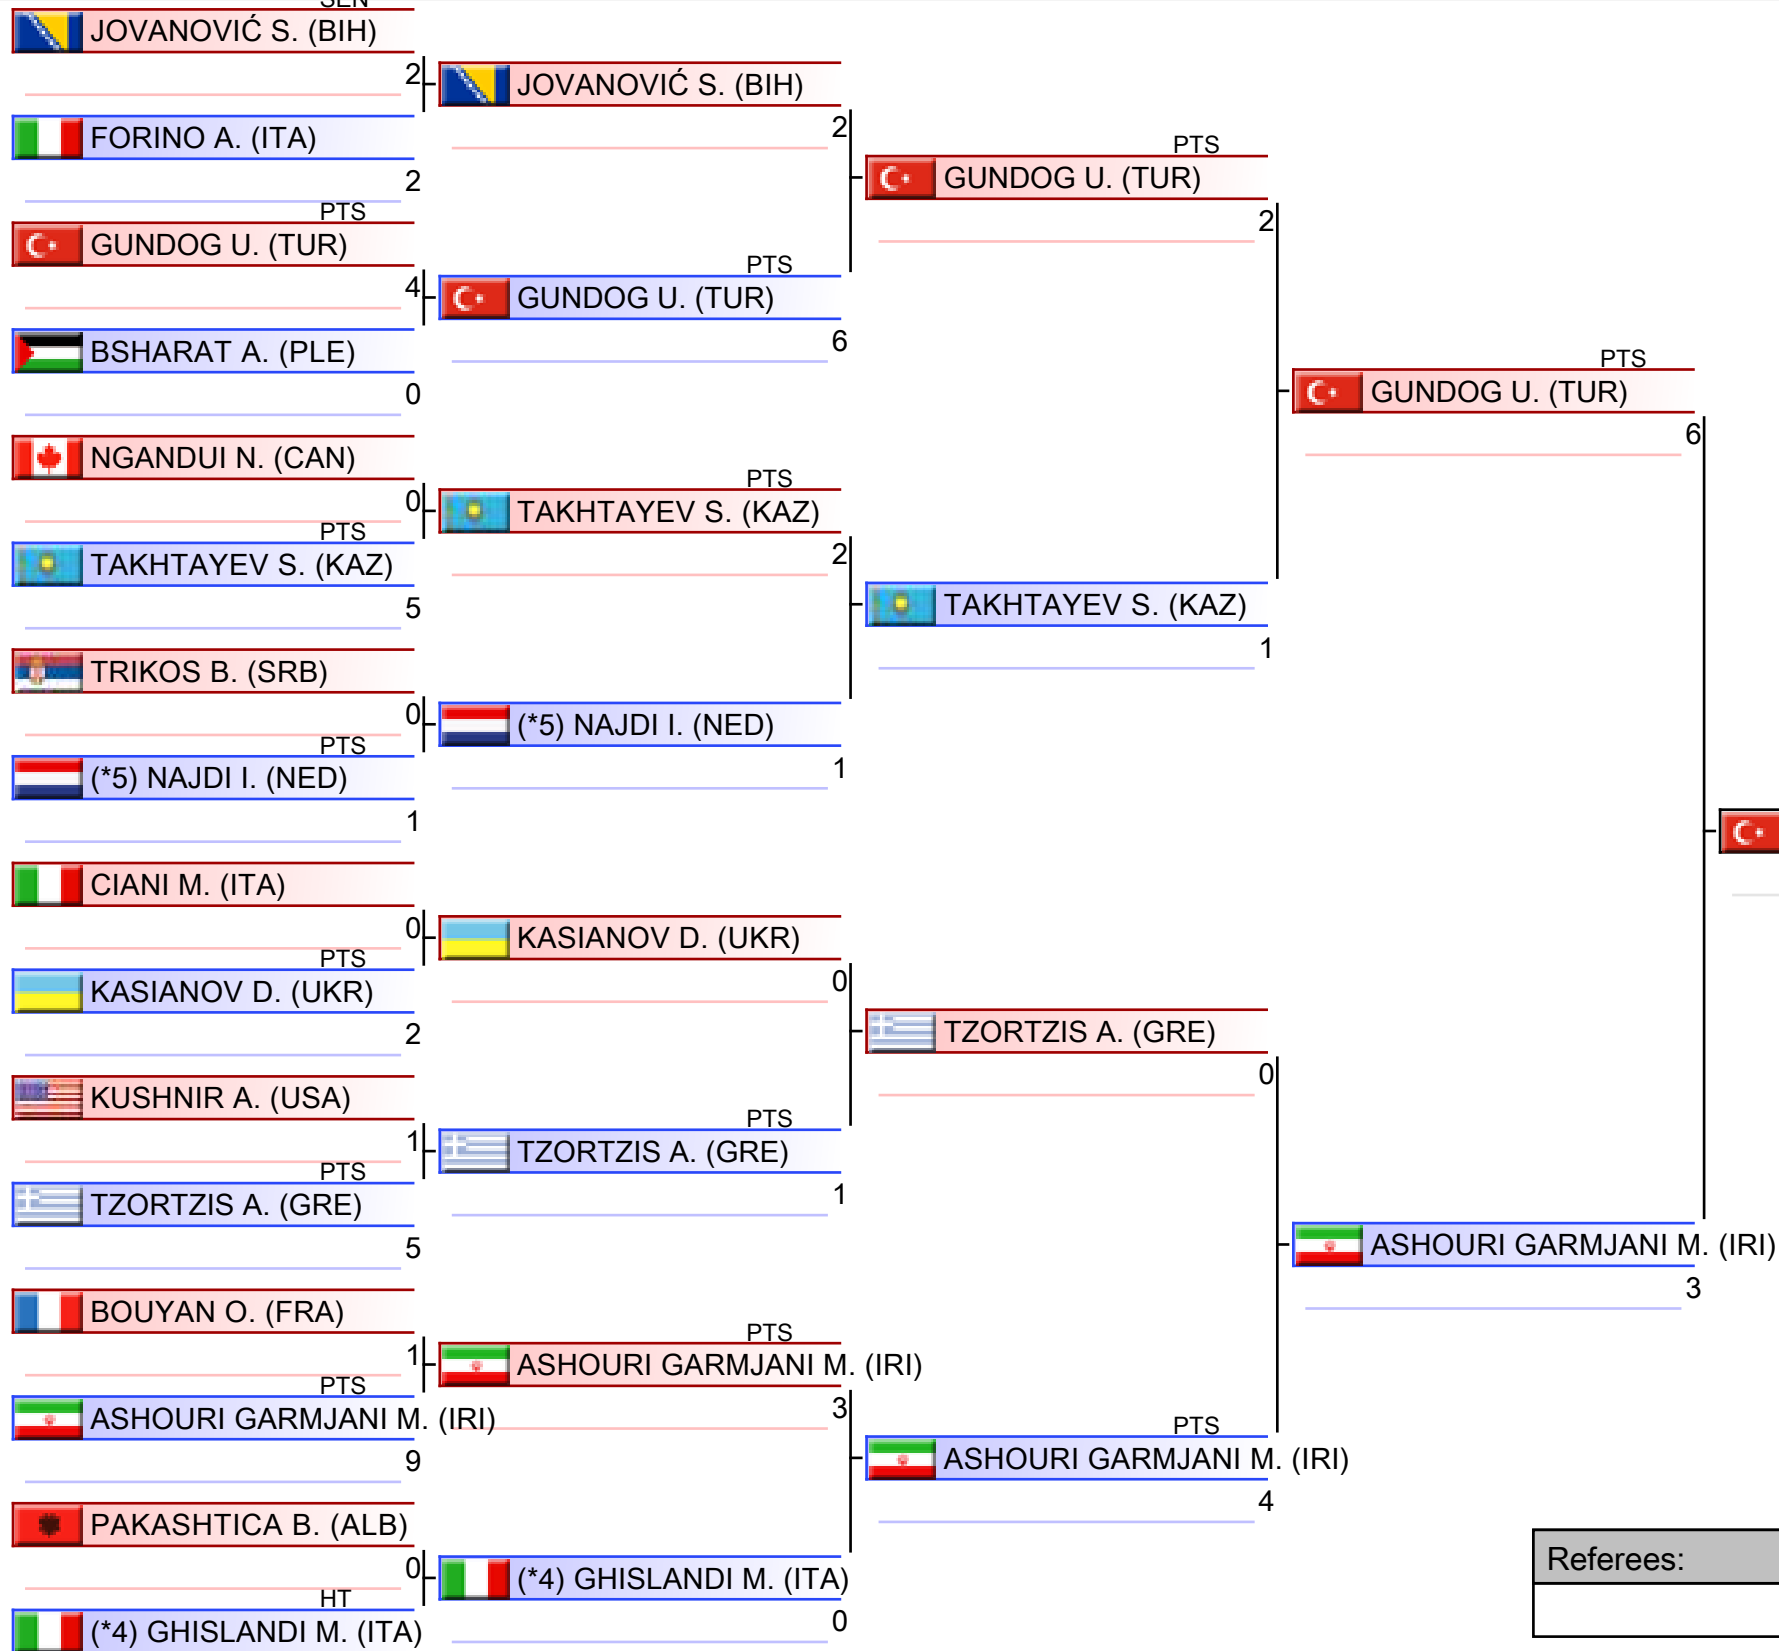 SEN
JOVANOVIĆ S. (BIH)
2
FORINO A. (ITA)
2
PTS
GUNDOG U. (TUR)
4
BSHARAT A. (PLE)
0
NGANDUI N. (CAN)
0
PTS
TAKHTAYEV S. (KAZ)
5
TRIKOS B. (SRB)
0
PTS
(*5) NAJDI I. (NED)
1
CIANI M. (ITA)
0
PTS
KASIANOV D. (UKR)
2
KUSHNIR A. (USA)
1
PTS
TZORTZIS A. (GRE)
5
BOUYAN O. (FRA)
1
PTS
ASHOURI GARMJANI M. (IRI)
9
PAKASHTICA B. (ALB)
0
HT
(*4) GHISLANDI M. (ITA)
JOVANOVIĆ S. (BIH)
2
PTS
GUNDOG U. (TUR)
6
PTS
TAKHTAYEV S. (KAZ)
2
(*5) NAJDI I. (NED)
1
KASIANOV D. (UKR)
0
PTS
TZORTZIS A. (GRE)
1
PTS
ASHOURI GARMJANI M. (IRI)
3
(*4) GHISLANDI M. (ITA)
0
PTS
GUNDOG U. (TUR)
2
TAKHTAYEV S. (KAZ)
1
TZORTZIS A. (GRE)
0
PTS
ASHOURI GARMJANI M. (IRI)
4
PTS
GUNDOG U. (TUR)
6
ASHOURI GARMJANI M. (IRI)
3
Referees: